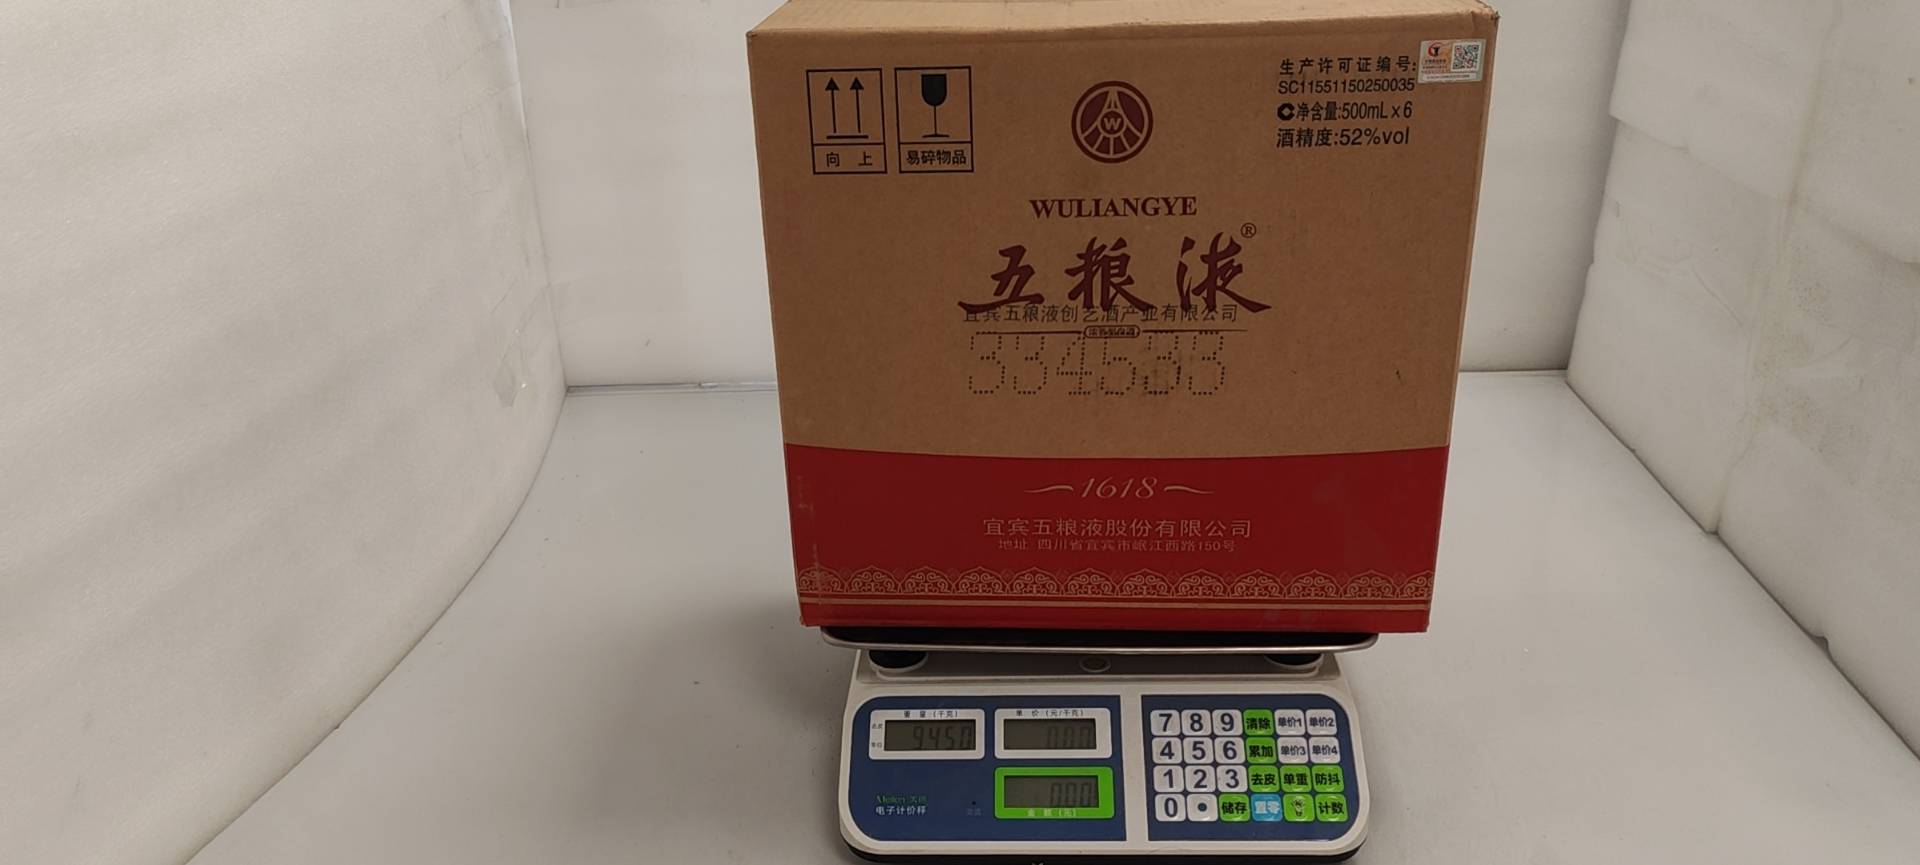 生产许可证编号:
SC11551150250035
净含量:500mL×6
酒精度:52%vol
向 上
易碎物品
W
WULIANGYE
五粮液®
宜宾五粮液创艺酒产业有限公司
334533
1618
宜宾五粮液股份有限公司
地址:四川省宜宾市岷江西路150号
重 量 (千克)
单 价 (元/千克)
9.450
0.00
0.00
金 额 (元)
电子计价秤
7 8 9 清除 单价1 单价2
4 5 6 累加 单价3 单价4
1 2 3 去皮 单重 防抖
0 • 储存 置零 计数